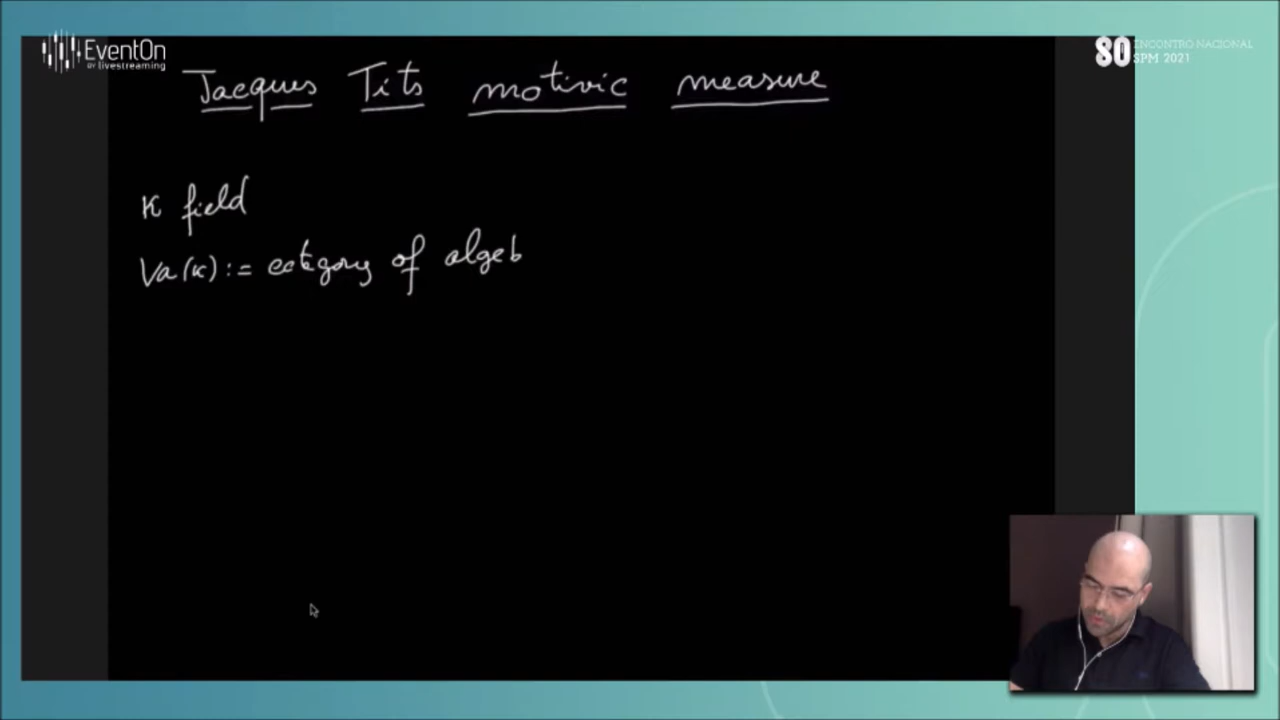 EventOn
BY livestreaming
80 ENCONTRO NACIONAL
SPM 2021
Jacques Tits motivic measure
K field
Va(K) := category of algeb